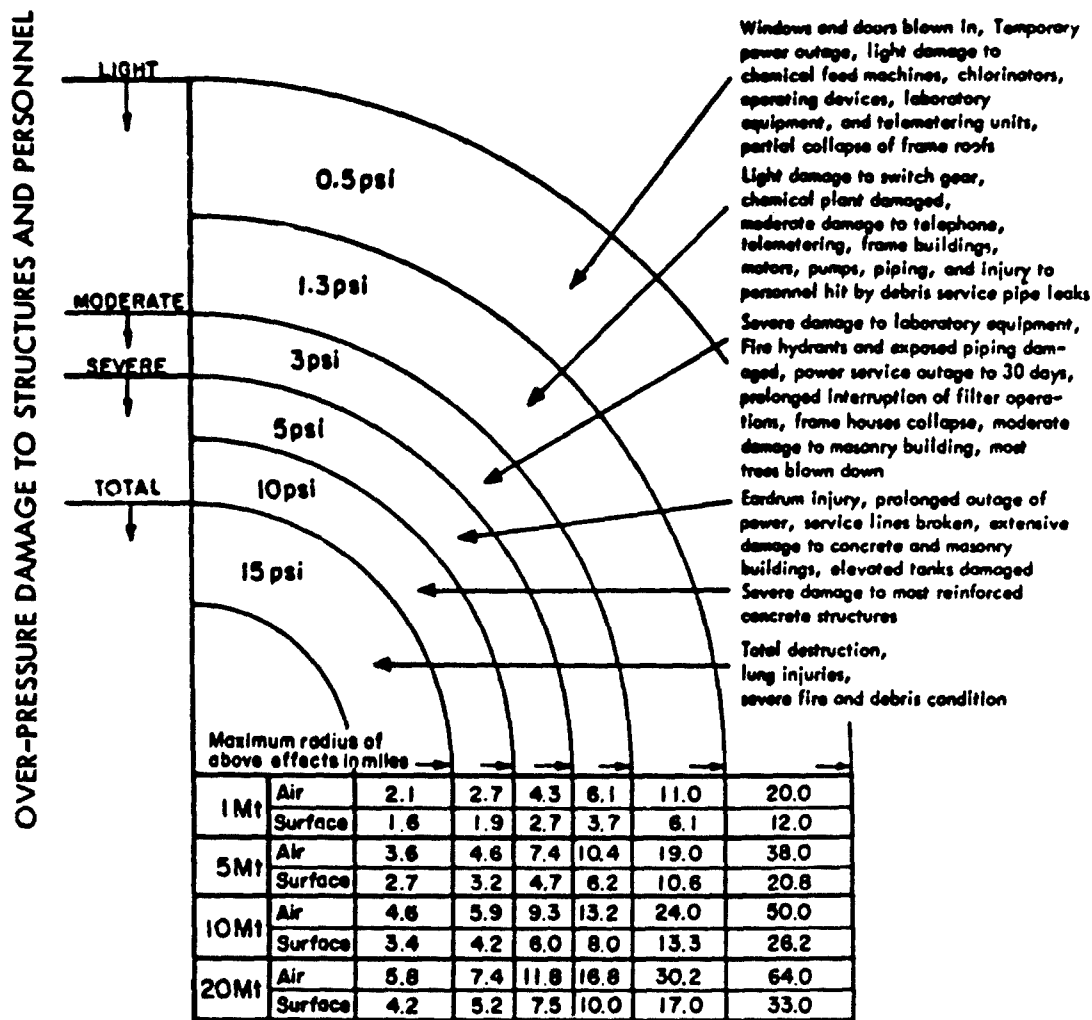 OVER-PRESSURE DAMAGE TO STRUCTURES AND PERSONNEL
LIGHT
MODERATE
SEVERE
TOTAL
0.5psi
1.3psi
3psi
5psi
10psi
15psi
Windows and doors blown in, Temporary
power outage, light damage to
chemical feed machines, chlorinators,
operating devices, laboratory
equipment, and telemetering units,
partial collapse of frame roofs
Light damage to switch gear,
chemical plant damaged,
moderate damage to telephone,
telemetering, frame buildings,
motors, pumps, piping, and injury to
personnel hit by debris service pipe leaks
Severe damage to laboratory equipment,
Fire hydrants and exposed piping dam-
aged, power service outage to 30 days,
prolonged interruption of filter opera-
tions, frame houses collapse, moderate
damage to masonry building, most
trees blown down
Eardrum injury, prolonged outage of
power, service lines broken, extensive
damage to concrete and masonry
buildings, elevated tanks damaged
Severe damage to most reinforced
concrete structures
Total destruction,
lung injuries,
severe fire and debris condition
Maximum radius of
above effects in miles
1Mt Air 2.1 2.7 4.3 6.1 11.0 20.0
Surface 1.6 1.9 2.7 3.7 6.1 12.0
5Mt Air 3.6 4.6 7.4 10.4 19.0 38.0
Surface 2.7 3.2 4.7 6.2 10.6 20.8
10Mt Air 4.6 5.9 9.3 13.2 24.0 50.0
Surface 3.4 4.2 6.0 8.0 13.3 26.2
20Mt Air 5.8 7.4 11.8 16.8 30.2 64.0
Surface 4.2 5.2 7.5 10.0 17.0 33.0